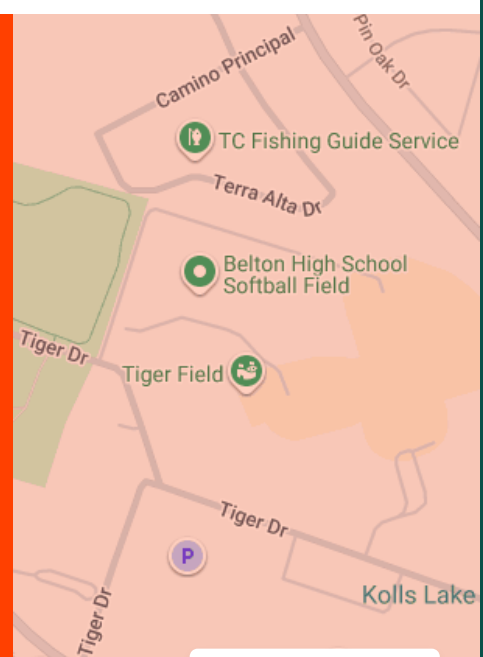 Pin Oak Dr
Camino Principal
TC Fishing Guide Service
Terra Alta Dr
Belton High School
Softball Field
Tiger Dr
Tiger Field
Tiger Dr
P
Kolls Lake
Tiger Dr